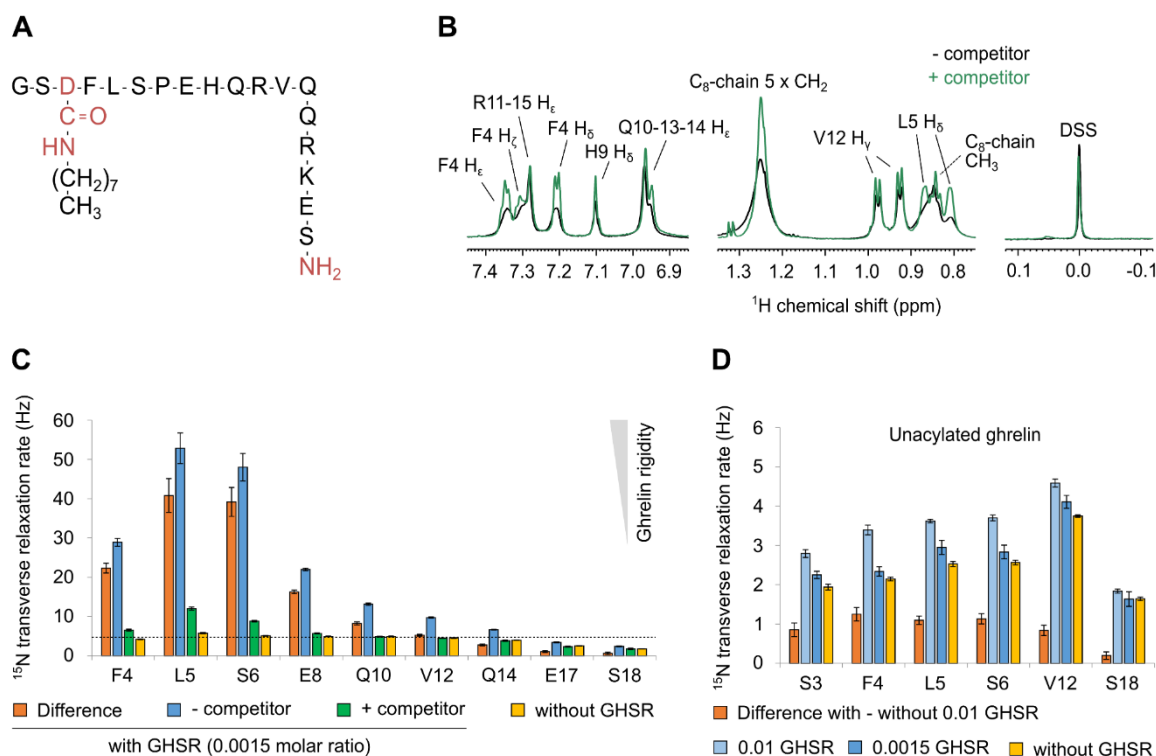 A
G-S-D-F-L-S-P-E-H-Q-R-V-Q
C=O
HN
(CH2)7
CH3
Q
R
K
E
S
NH2
B
- competitor
+ competitor
C8-chain 5 x CH2
R11-15 Hε
F4 Hζ
F4 Hδ
Q10-13-14 Hε
F4 Hε
H9 Hδ
V12 Hγ
L5 Hδ
C8-chain
CH3
DSS
7.4 7.3 7.2 7.1 7.0 6.9
1.3 1.2 1.1 1.0 0.9 0.8
0.1 0.0 -0.1
¹H chemical shift (ppm)
C
¹⁵N transverse relaxation rate (Hz)
60
50
40
30
20
10
0
Ghrelin rigidity
F4 L5 S6 E8 Q10 V12 Q14 E17 S18
Difference - competitor + competitor without GHSR
with GHSR (0.0015 molar ratio)
D
¹⁵N transverse relaxation rate (Hz)
Unacylated ghrelin
6
5
4
3
2
1
0
S3 F4 L5 S6 V12 S18
Difference with - without 0.01 GHSR
0.01 GHSR 0.0015 GHSR without GHSR